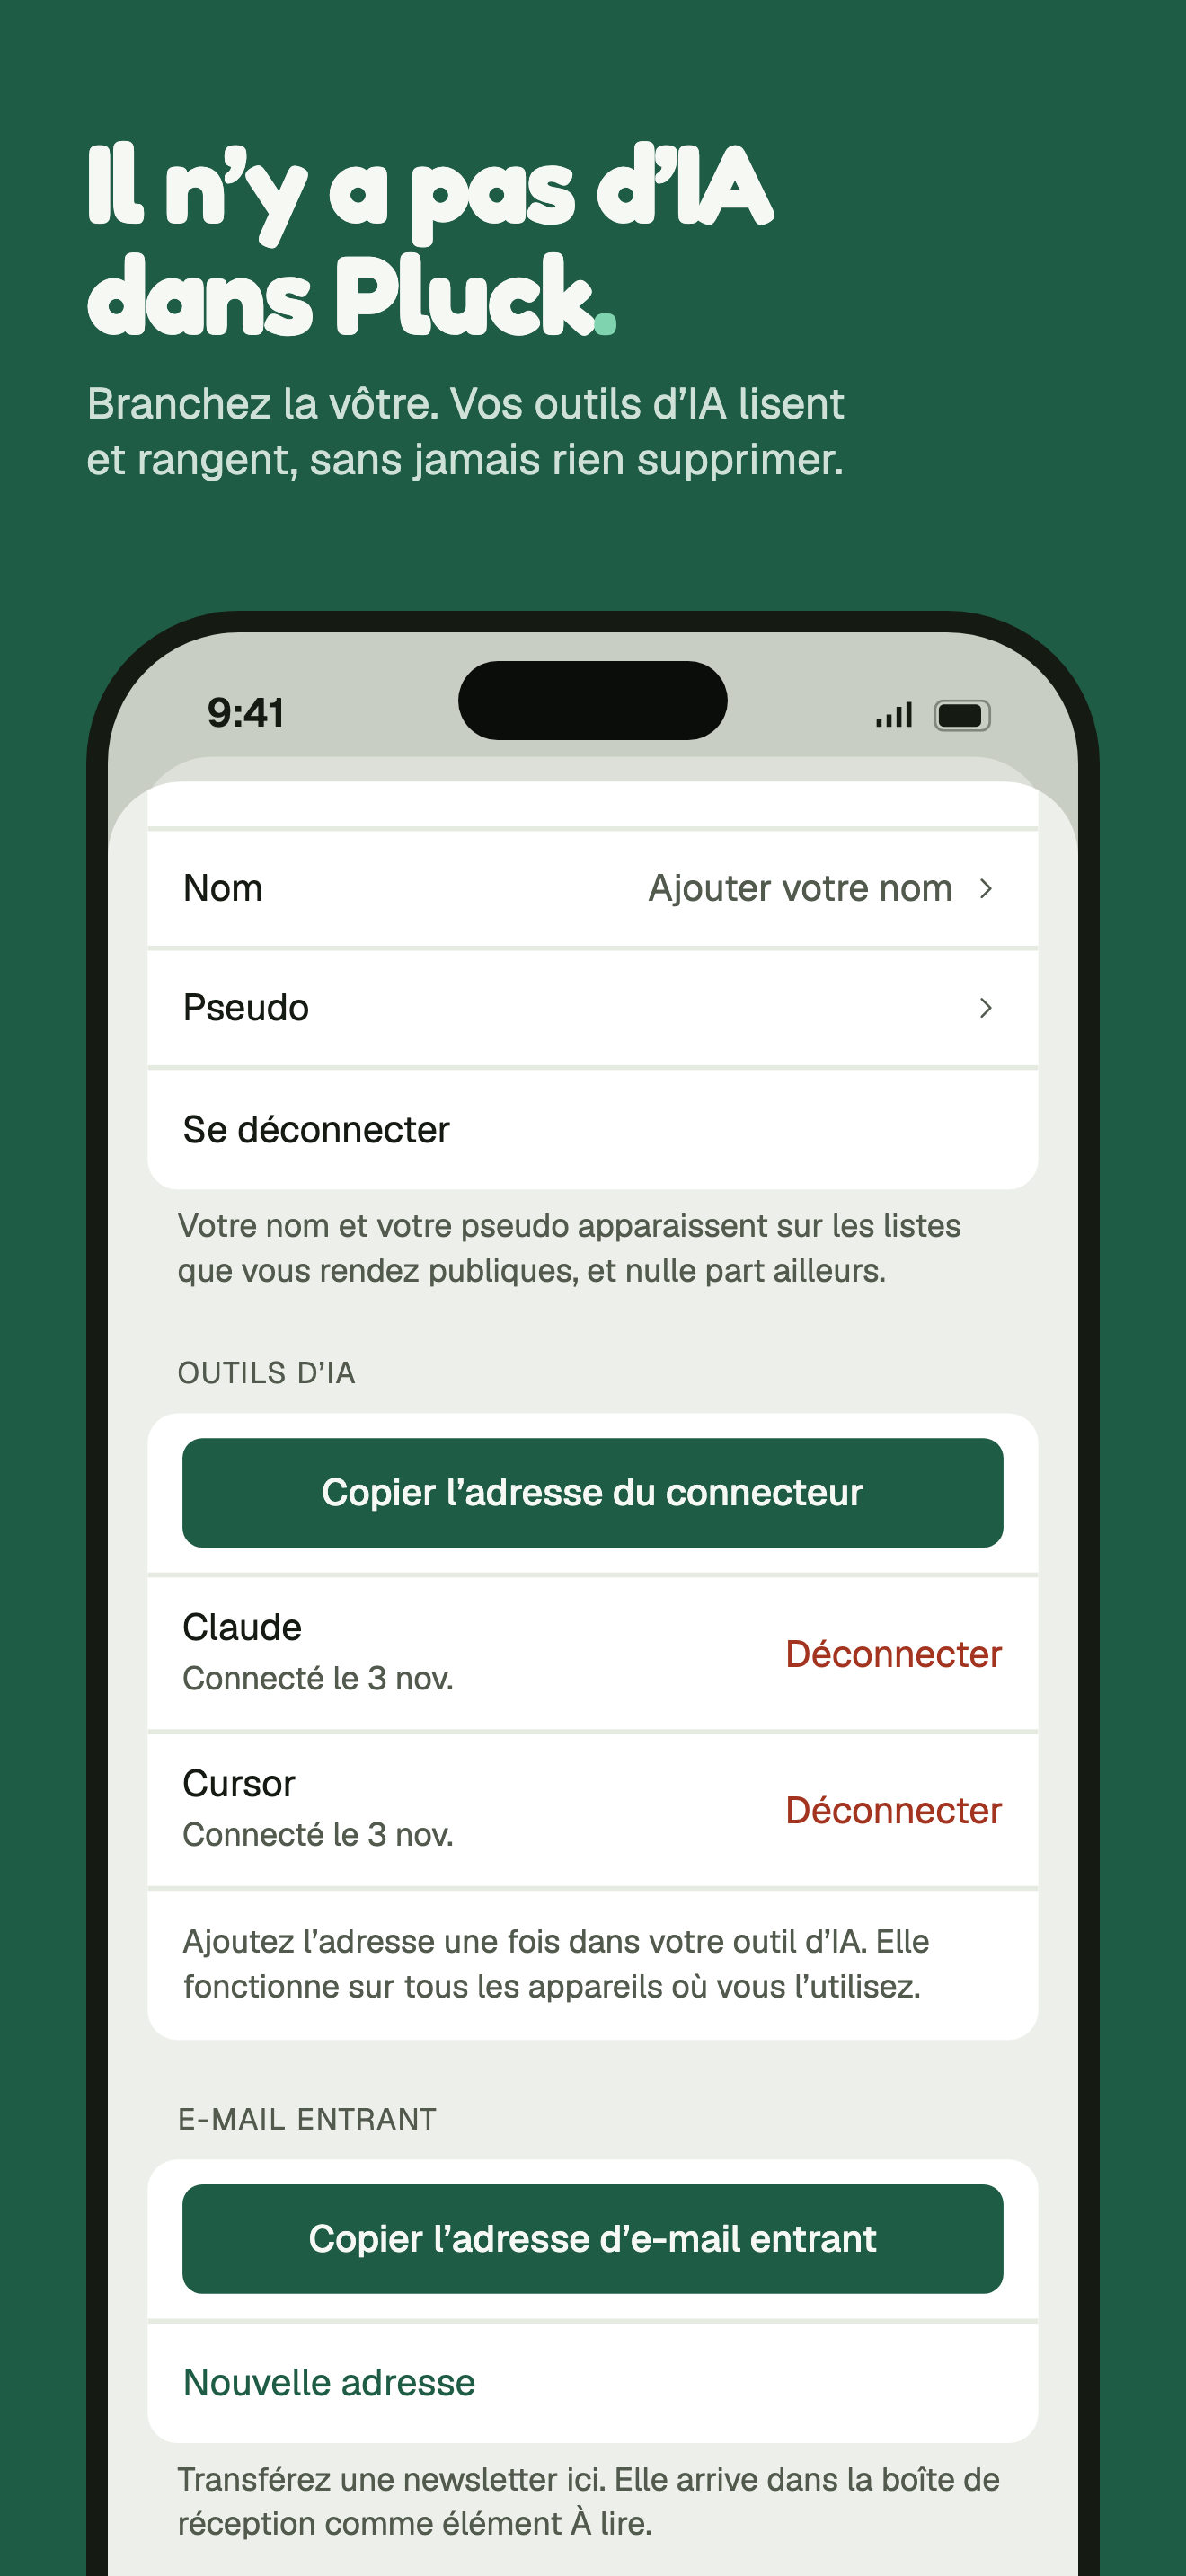 Il n’y a pas d’IA
dans Pluck.
Branchez la vôtre. Vos outils d’IA lisent
et rangent, sans jamais rien supprimer.
9:41
Nom
Ajouter votre nom
Pseudo
Se déconnecter
Votre nom et votre pseudo apparaissent sur les listes
que vous rendez publiques, et nulle part ailleurs.
OUTILS D’IA
Copier l’adresse du connecteur
Claude
Connecté le 3 nov.
Déconnecter
Cursor
Connecté le 3 nov.
Déconnecter
Ajoutez l’adresse une fois dans votre outil d’IA. Elle
fonctionne sur tous les appareils où vous l’utilisez.
E-MAIL ENTRANT
Copier l’adresse d’e-mail entrant
Nouvelle adresse
Transférez une newsletter ici. Elle arrive dans la boîte de
réception comme élément À lire.